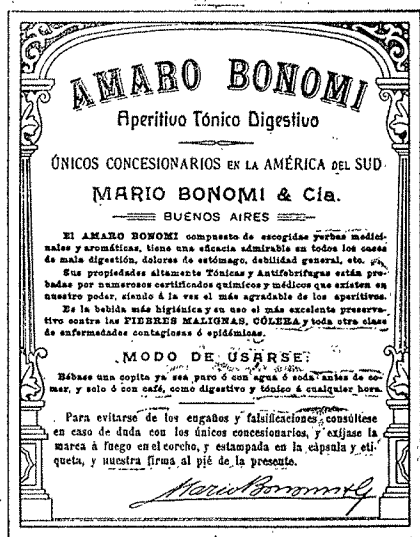 AMARO BONOMI
Aperitivo Tónico Digestivo
ÚNICOS CONCESIONARIOS EN LA AMÉRICA DEL SUD
MARIO BONOMI & Cía.
BUENOS AIRES
El AMARO BONOMI compuesto de escogidas yerbas medici-
nales y aromáticas, tiene una eficacia admirable en todos los casos
de mala digestión, dolores de estómago, debilidad general, etc.
Sus propiedades altamente Tónicas y Antifebrífugas están pro-
badas por numerosos certificados químicos y médicos que existen en
nuestro poder, siendo á la vez el más agradable de los aperitivos.
Es la bebida más higiénica y su uso el más excelente preserva-
tivo contra las FIEBRES MALIGNAS, CÓLERA y toda otra clase
de enfermedades contagiosas ó epidémicas.
MODO DE USARSE:
Bébase una copita ya sea puro ó con agua ó soda antes de co-
mer, y solo ó con café, como digestivo y tónico á cualquier hora.
Para evitarse de los engaños y falsificaciones, consúltese
en caso de duda con los únicos concesionarios, y exíjase la
marca á fuego en el corcho, y estampada en la cápsula y eti-
queta, y nuestra firma al pié de la presente.
Mario Bonomi & Cía